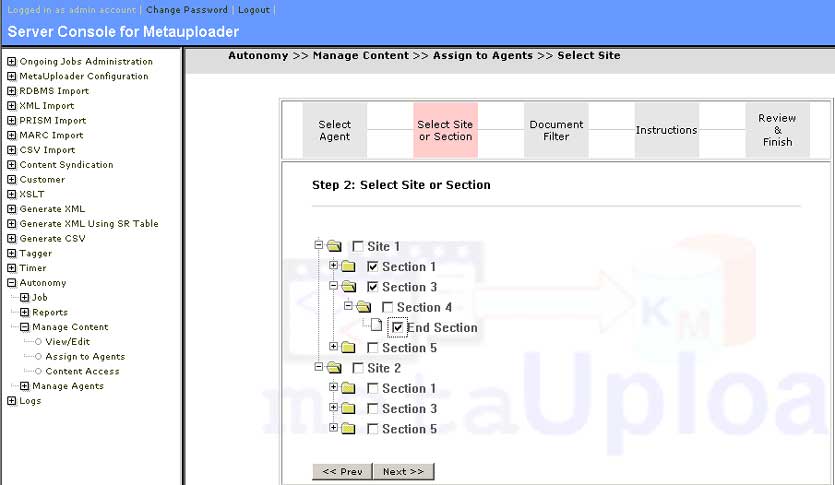 Logged in as admin account | Change Password | Logout |
Server Console for Metauploader
Autonomy >> Manage Content >> Assign to Agents >> Select Site
Ongoing Jobs Administration
MetaUploader Configuration
RDBMS Import
XML Import
PRISM Import
MARC Import
CSV Import
Content Syndication
Customer
XSLT
Generate XML
Generate XML Using SR Table
Generate CSV
Tagger
Timer
Autonomy
Job
Reports
Manage Content
View/Edit
Assign to Agents
Content Access
Manage Agents
Logs
Select Agent
Select Site or Section
Document Filter
Instructions
Review & Finish
Step 2: Select Site or Section
Site 1
Section 1
Section 3
Section 4
End Section
Section 5
Site 2
Section 1
Section 3
Section 5
KM
metaUploa
<< Prev
Next >>